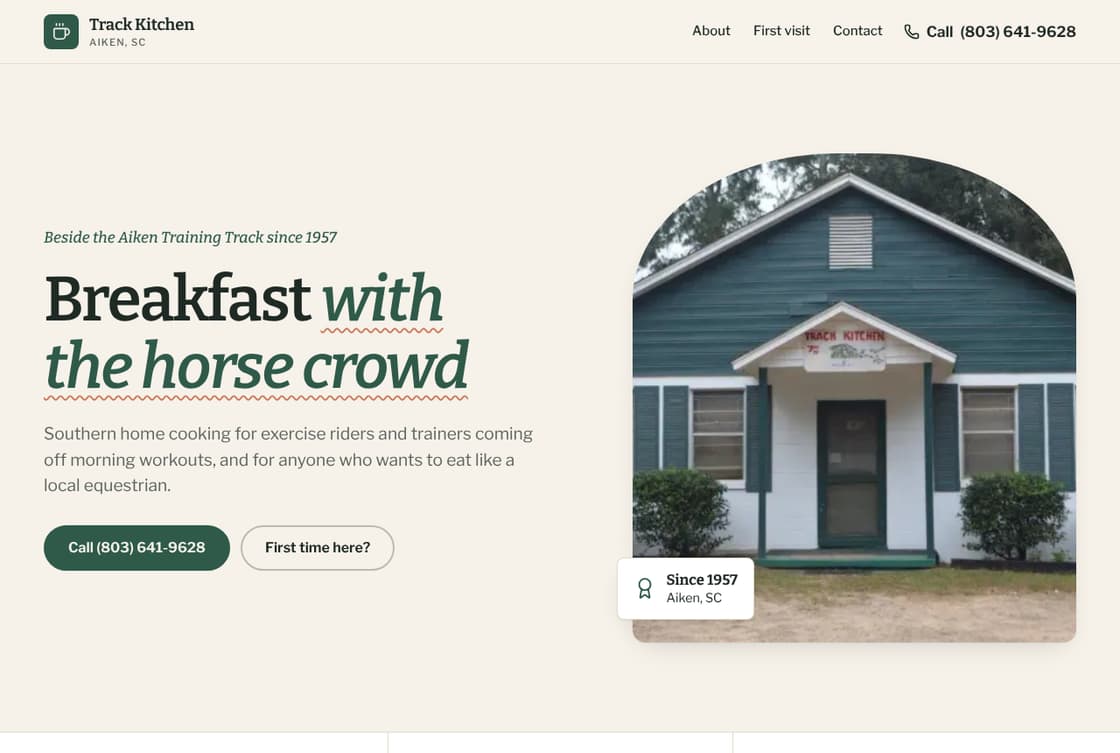 Track Kitchen
AIKEN, SC
About
First visit
Contact
Call (803) 641-9628
Beside the Aiken Training Track since 1957
Breakfast with
the horse crowd
Southern home cooking for exercise riders and trainers coming
off morning workouts, and for anyone who wants to eat like a
local equestrian.
Call (803) 641-9628
First time here?
TRACK KITCHEN
Since 1957
Aiken, SC